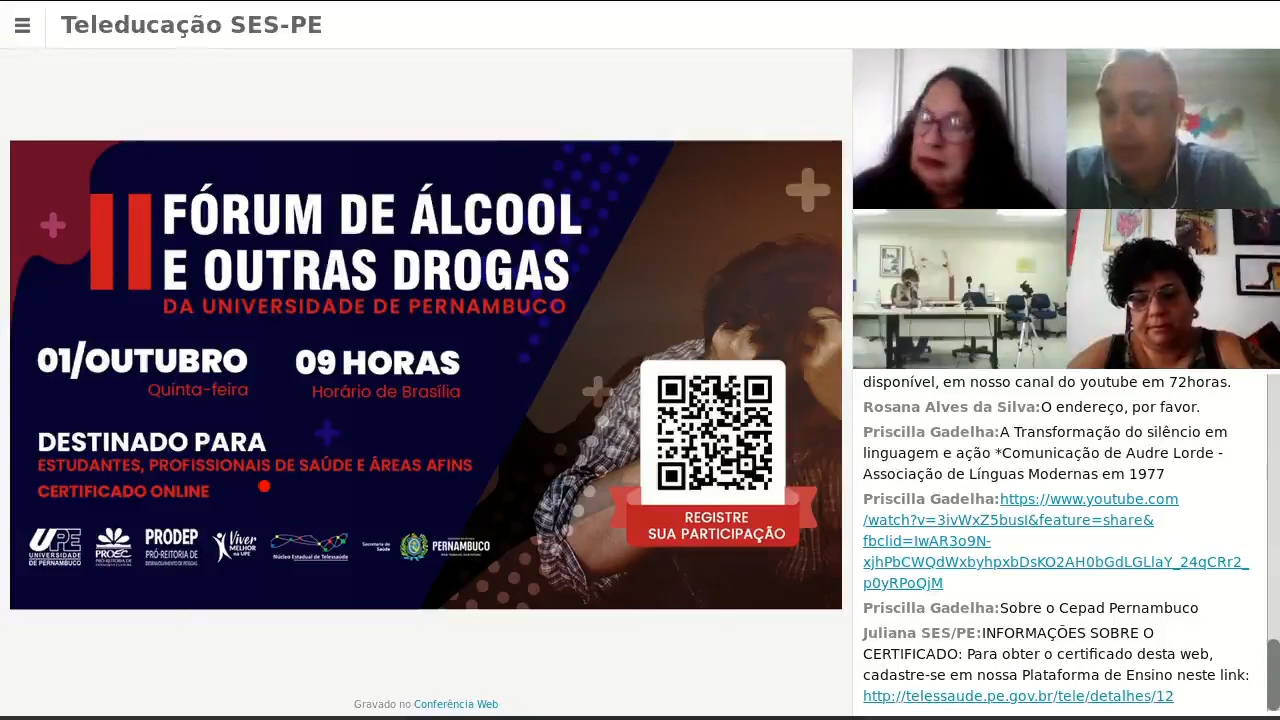 Teleducação SES-PE
II FÓRUM DE ÁLCOOL
E OUTRAS DROGAS
DA UNIVERSIDADE DE PERNAMBUCO
01/OUTUBRO
Quinta-feira
09 HORAS
Horário de Brasília
DESTINADO PARA
ESTUDANTES, PROFISSIONAIS DE SAÚDE E ÁREAS AFINS
CERTIFICADO ONLINE
REGISTRE
SUA PARTICIPAÇÃO
UPE
UNIVERSIDADE
DE PERNAMBUCO
PROEC
PRODEP
PRÓ-REITORIA DE
DESENVOLVIMENTO DE PESSOAS
Viver
MELHOR
na UPE
Núcleo Estadual de Telessaúde
Secretaria de
Saúde
PERNAMBUCO
Gravado no Conferência Web
disponível, em nosso canal do youtube em 72horas.
Rosana Alves da Silva:O endereço, por favor.
Priscilla Gadelha:A Transformação do silêncio em
linguagem e ação *Comunicação de Audre Lorde -
Associação de Línguas Modernas em 1977
Priscilla Gadelha:https://www.youtube.com
/watch?v=3ivWxZ5busI&feature=share&
fbclid=IwAR3o9N-
xjhPbCWQdWxbyhpxbDsKO2AH0bGdLGLlaY_24qCRr2_
p0yRPoQjM
Priscilla Gadelha:Sobre o Cepad Pernambuco
Juliana SES/PE:INFORMAÇÕES SOBRE O
CERTIFICADO: Para obter o certificado desta web,
cadastre-se em nossa Plataforma de Ensino neste link:
http://telessaude.pe.gov.br/tele/detalhes/12